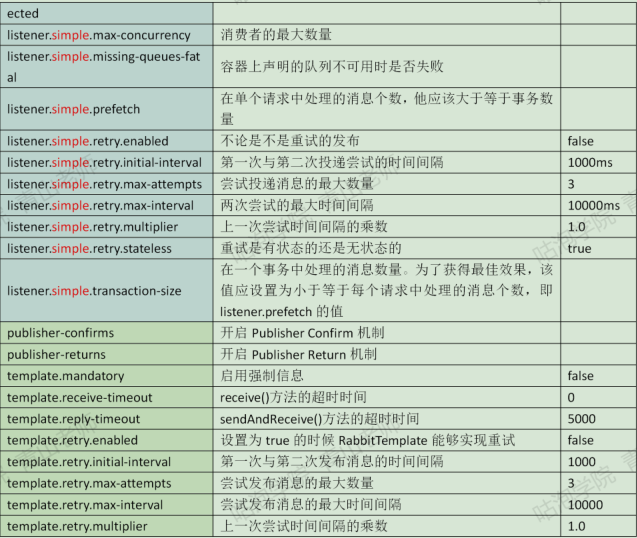 ected
listener.simple.max-concurrency 消费者的最大数量
listener.simple.missing-queues-fat
al
容器上声明的队列不可用时是否失败
listener.simple.prefetch
在单个请求中处理的消息个数，他应该大于等于事务数
量
listener.simple.retry.enabled 不论是不是重试的发布 false
listener.simple.retry.initial-interval 第一次与第二次投递尝试的时间间隔 1000ms
listener.simple.retry.max-attempts 尝试投递消息的最大数量 3
listener.simple.retry.max-interval 两次尝试的最大时间间隔 10000ms
listener.simple.retry.multiplier 上一次尝试时间间隔的乘数 1.0
listener.simple.retry.stateless 重试是有状态的还是无状态的 true
listener.simple.transaction-size
在一个事务中处理的消息数量。为了获得最佳效果，该
值应设置为小于等于每个请求中处理的消息个数，即
listener.prefetch 的值
publisher-confirms 开启 Publisher Confirm 机制
publisher-returns 开启 Publisher Return 机制
template.mandatory 启用强制信息 false
template.receive-timeout receive()方法的超时时间 0
template.reply-timeout sendAndReceive()方法的超时时间 5000
template.retry.enabled 设置为 true 的时候 RabbitTemplate 能够实现重试 false
template.retry.initial-interval 第一次与第二次发布消息的时间间隔 1000
template.retry.max-attempts 尝试发布消息的最大数量 3
template.retry.max-interval 尝试发布消息的最大时间间隔 10000
template.retry.multiplier 上一次尝试时间间隔的乘数 1.0